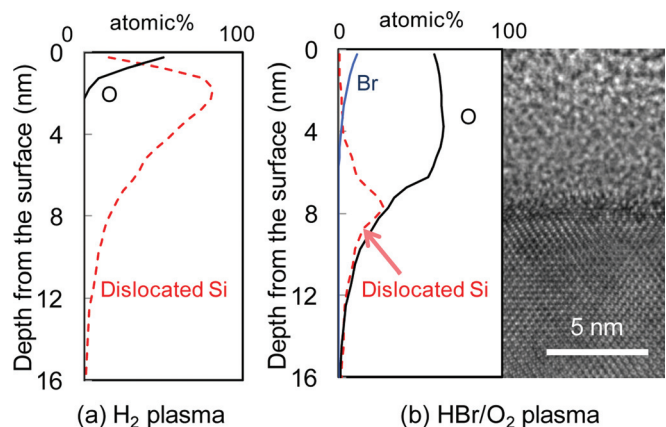 atomic%
0 100
0
4
8
12
16
Depth from the surface (nm)
O
Dislocated Si
(a) H₂ plasma
atomic%
0 100
0
4
8
12
16
Depth from the surface (nm)
Br
O
Dislocated Si
5 nm
(b) HBr/O₂ plasma